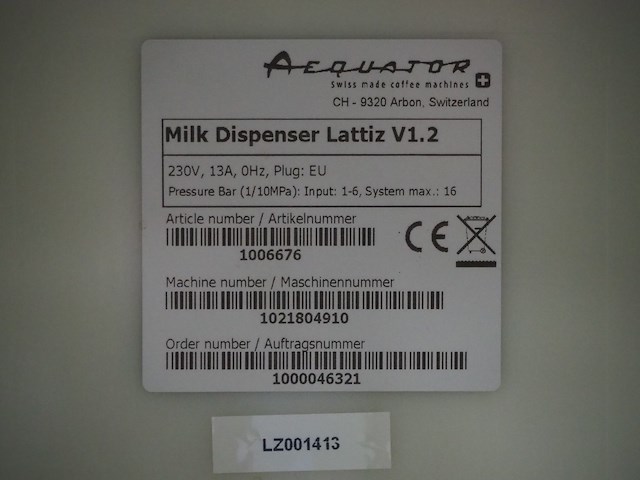 AEQUATOR
Swiss made coffee machines
CH - 9320 Arbon, Switzerland
Milk Dispenser Lattiz V1.2
230V, 13A, 0Hz, Plug: EU
Pressure Bar (1/10MPa): Input: 1-6, System max.: 16
Article number / Artikelnummer
1006676
CE
Machine number / Maschinennummer
1021804910
Order number / Auftragsnummer
1000046321
LZ001413